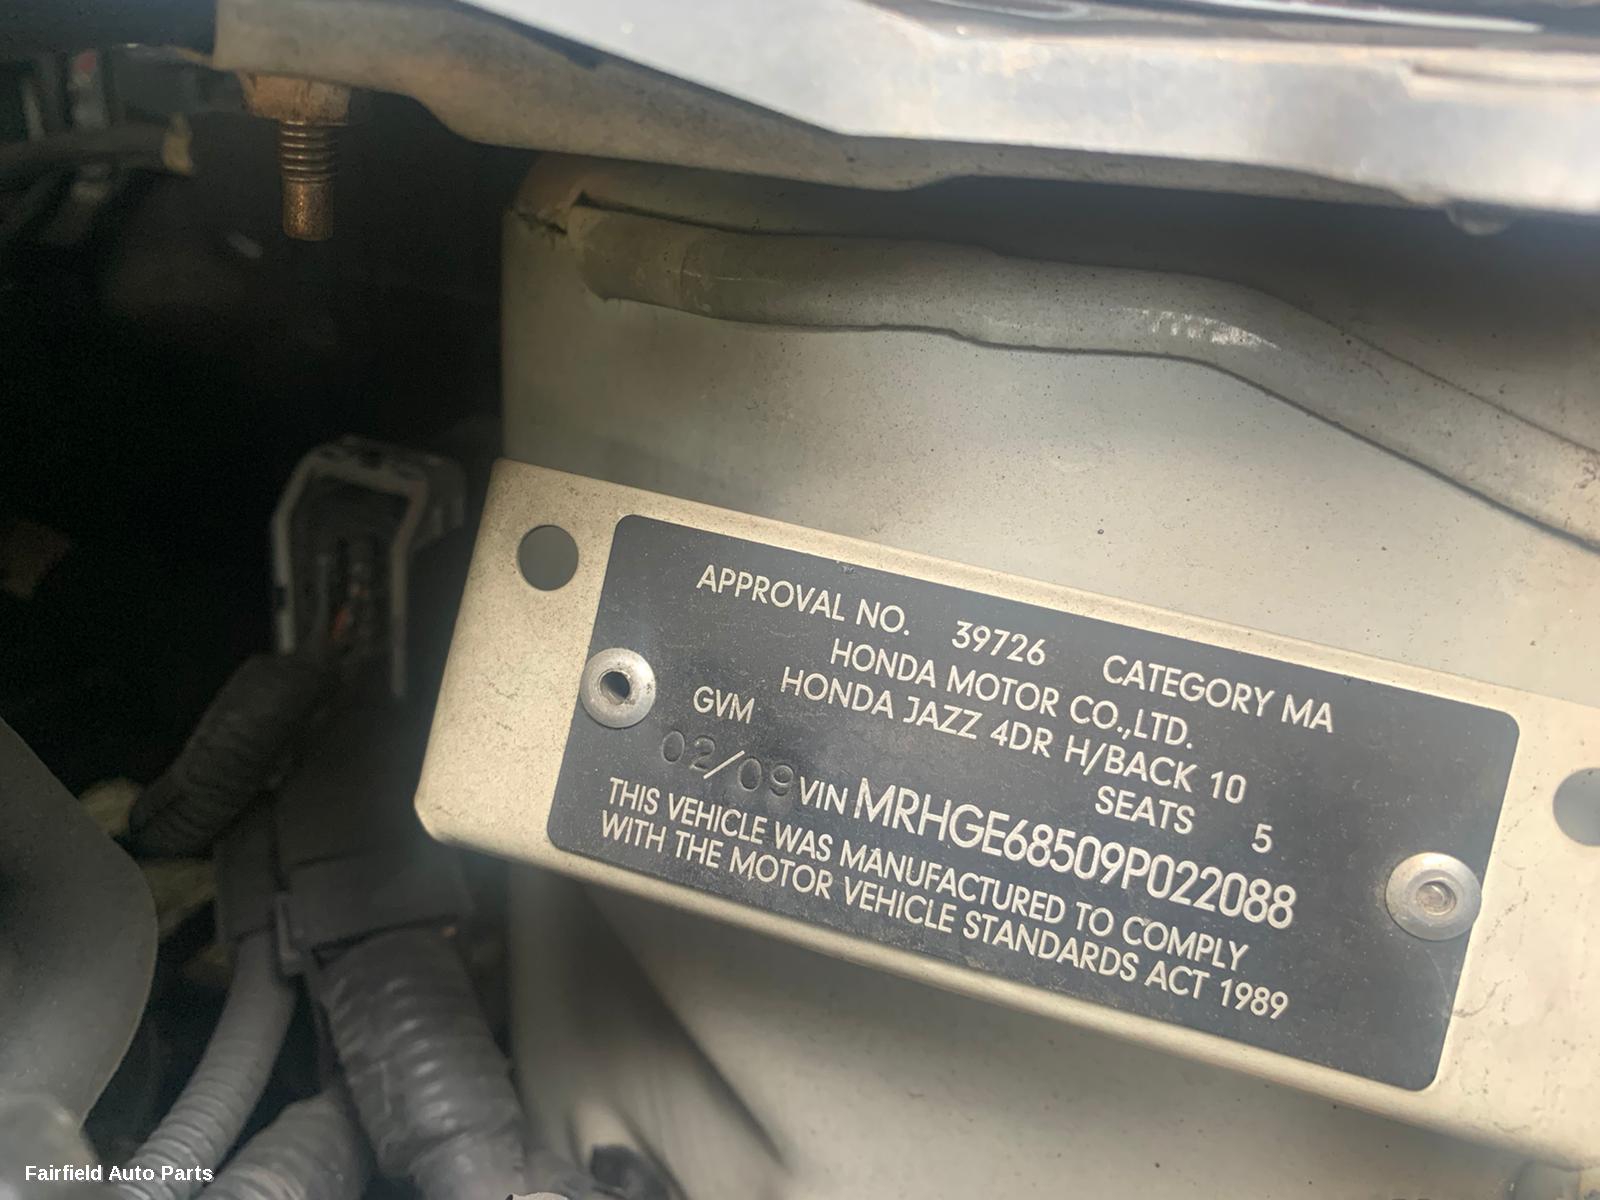 APPROVAL NO. 39726 CATEGORY MA
HONDA MOTOR CO.,LTD.
GVM HONDA JAZZ 4DR H/BACK 10
SEATS 5
02/09 VIN MRHGE68509P022088
THIS VEHICLE WAS MANUFACTURED TO COMPLY
WITH THE MOTOR VEHICLE STANDARDS ACT 1989
Fairfield Auto Parts